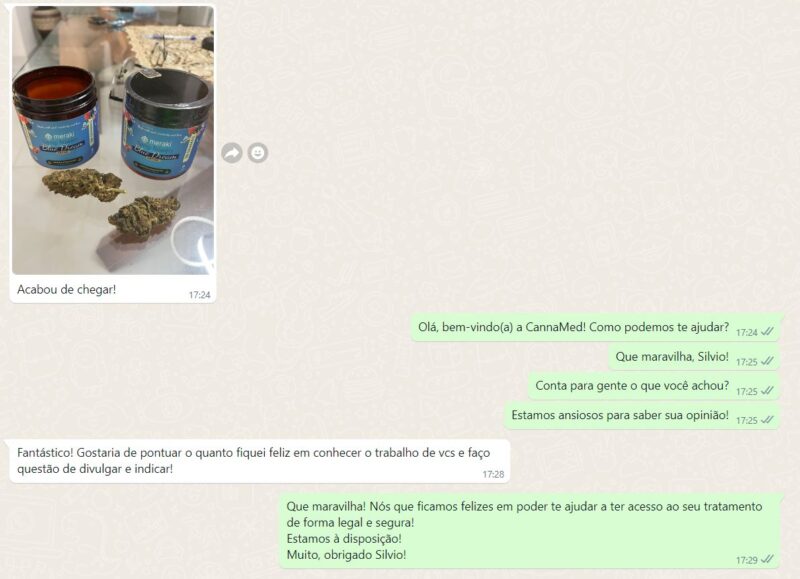 meraki
Blue Dream
meraki
Blue Dream
Acabou de chegar!
17:24
Olá, bem-vindo(a) a CannaMed! Como podemos te ajudar?
17:24
Que maravilha, Silvio!
17:25
Conta para gente o que você achou?
17:25
Estamos ansiosos para saber sua opinião!
17:25
Fantástico! Gostaria de pontuar o quanto fiquei feliz em conhecer o trabalho de vcs e faço
questão de divulgar e indicar!
17:28
Que maravilha! Nós que ficamos felizes em poder te ajudar a ter acesso ao seu tratamento
de forma legal e segura!
Estamos à disposição!
Muito, obrigado Silvio!
17:29